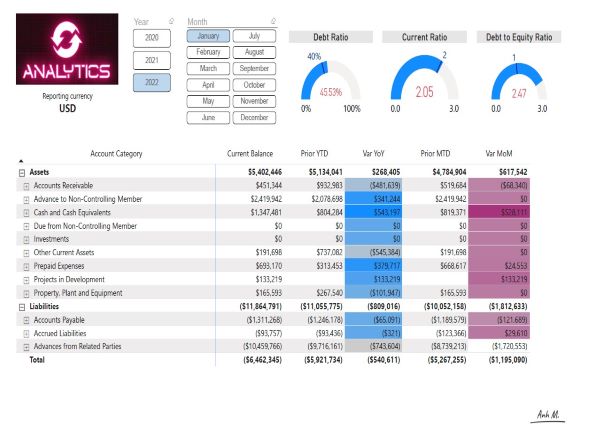 ANALYTICS
Reporting currency
USD
Year
2020
2021
2022
Month
January July
February August
March September
April October
May November
June December
Debt Ratio
40%
45.53%
0% 100%
Current Ratio
2
2.05
0.0 3.0
Debt to Equity Ratio
1
2.47
0.0 3.0
Account Category Current Balance Prior YTD Var YoY Prior MTD Var MoM
Assets $5,402,446 $5,134,041 $268,405 $4,784,904 $617,542
Accounts Receivable $451,344 $932,983 ($481,639) $519,684 ($68,340)
Advance to Non-Controlling Member $2,419,942 $2,078,698 $341,244 $2,419,942 $0
Cash and Cash Equivalents $1,347,481 $804,284 $543,197 $819,371 $528,111
Due from Non-Controlling Member $0 $0 $0 $0 $0
Investments $0 $0 $0 $0 $0
Other Current Assets $191,698 $737,082 ($545,384) $191,698 $0
Prepaid Expenses $693,170 $313,453 $379,717 $668,617 $24,553
Projects in Development $133,219 $133,219 $133,219
Property, Plant and Equipment $165,593 $267,540 ($101,947) $165,593 $0
Liabilities ($11,864,791) ($11,055,775) ($809,016) ($10,052,158) ($1,812,633)
Accounts Payable ($1,311,268) ($1,246,178) ($65,091) ($1,189,579) ($121,689)
Accrued Liabilities ($93,757) ($93,436) ($321) ($123,366) $29,610
Advances from Related Parties ($10,459,766) ($9,716,161) ($743,604) ($8,739,213) ($1,720,553)
Total ($6,462,345) ($5,921,734) ($540,611) ($5,267,255) ($1,195,090)
Anh M.